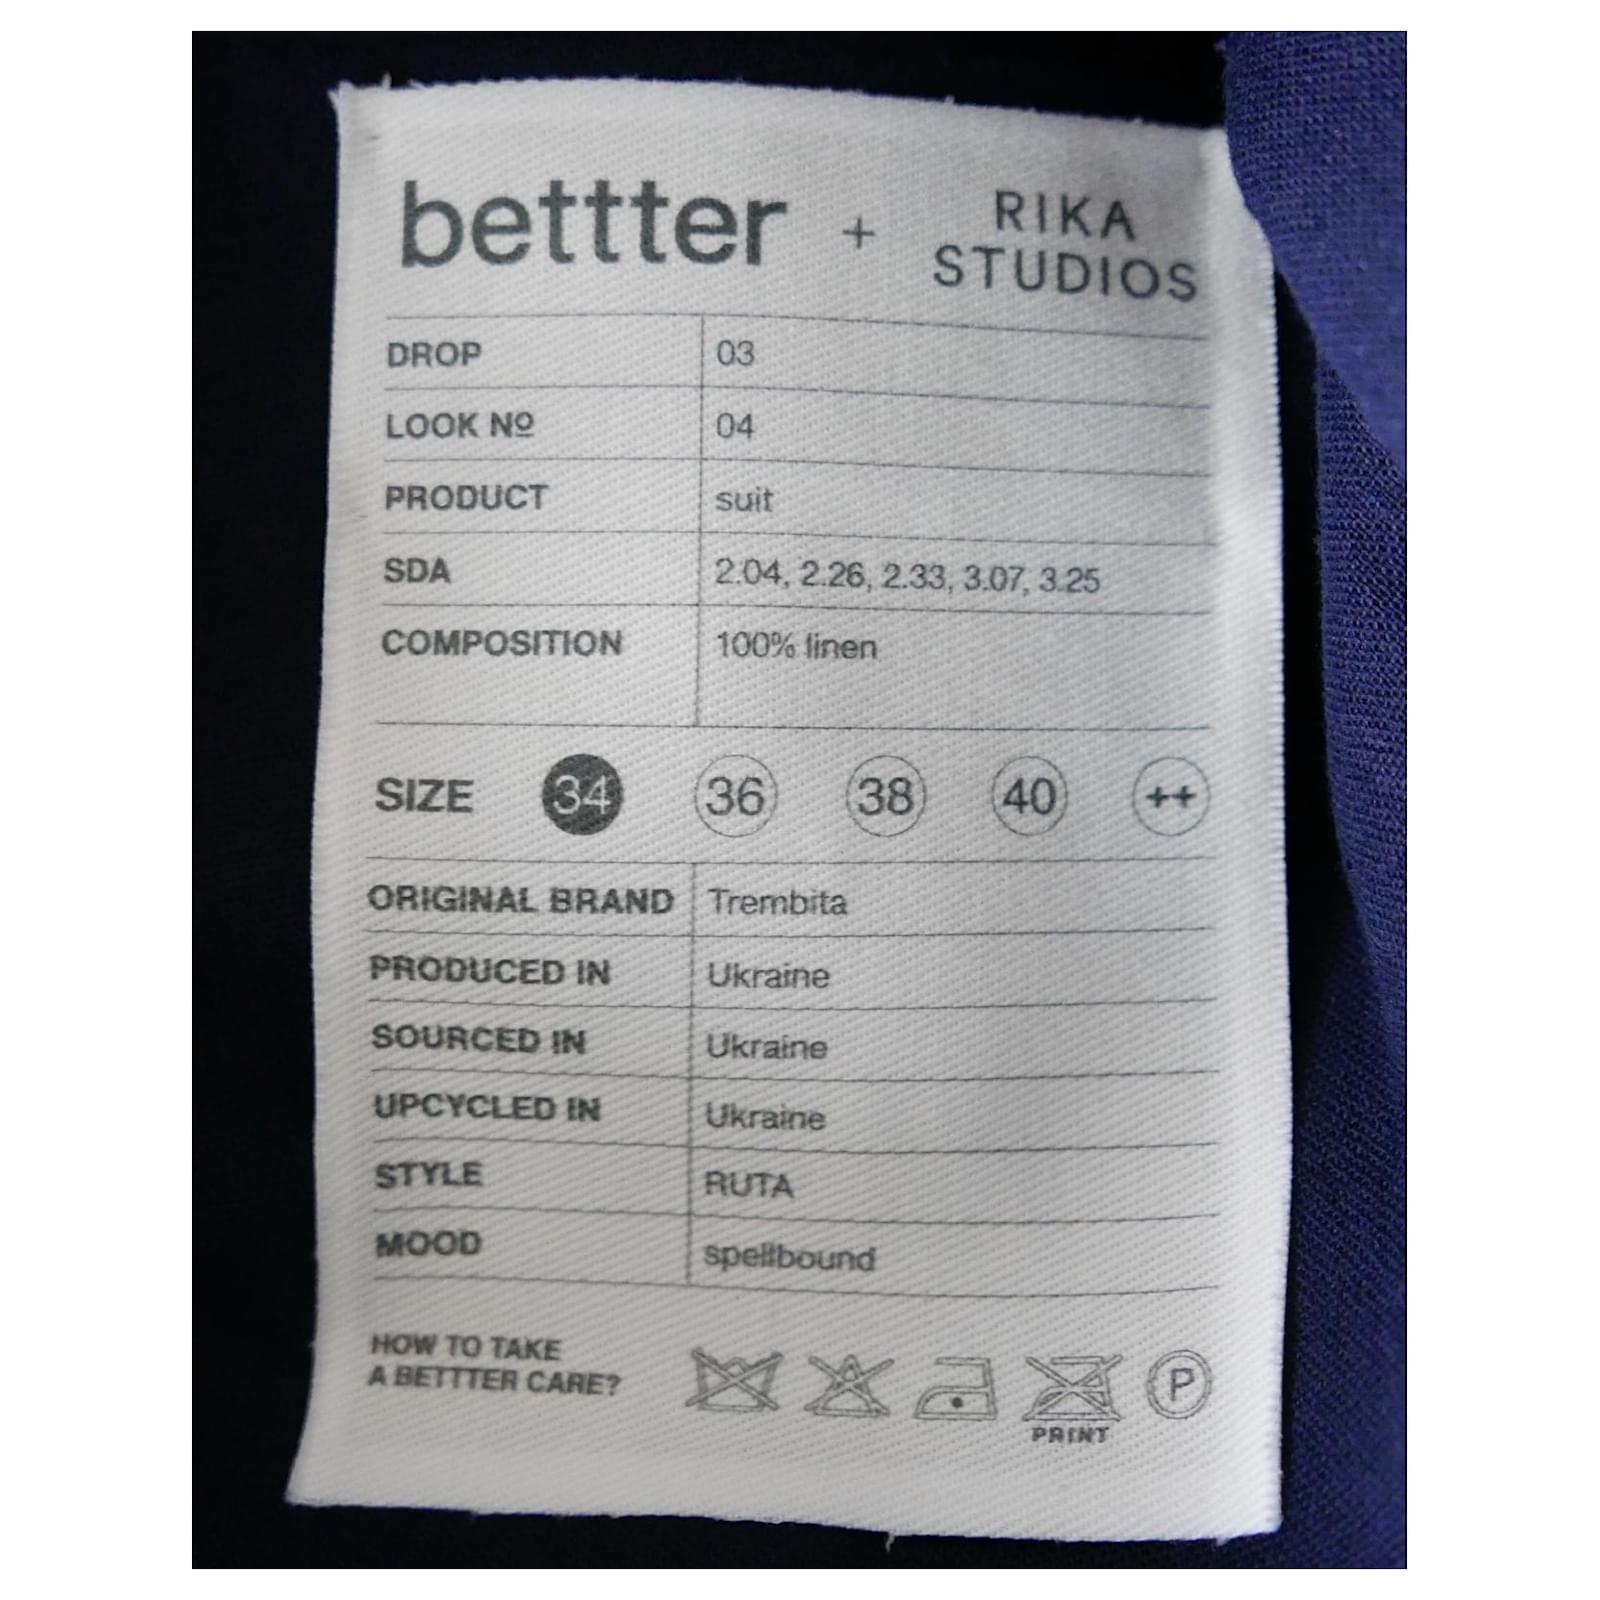 bettter + RIKA STUDIOS
DROP 03
LOOK Nº 04
PRODUCT suit
SDA 2.04, 2.26, 2.33, 3.07, 3.25
COMPOSITION 100% linen
SIZE 34 36 38 40 ++
ORIGINAL BRAND Trembita
PRODUCED IN Ukraine
SOURCED IN Ukraine
UPCYCLED IN Ukraine
STYLE RUTA
MOOD spellbound
HOW TO TAKE
A BETTTER CARE?
P
PRINT